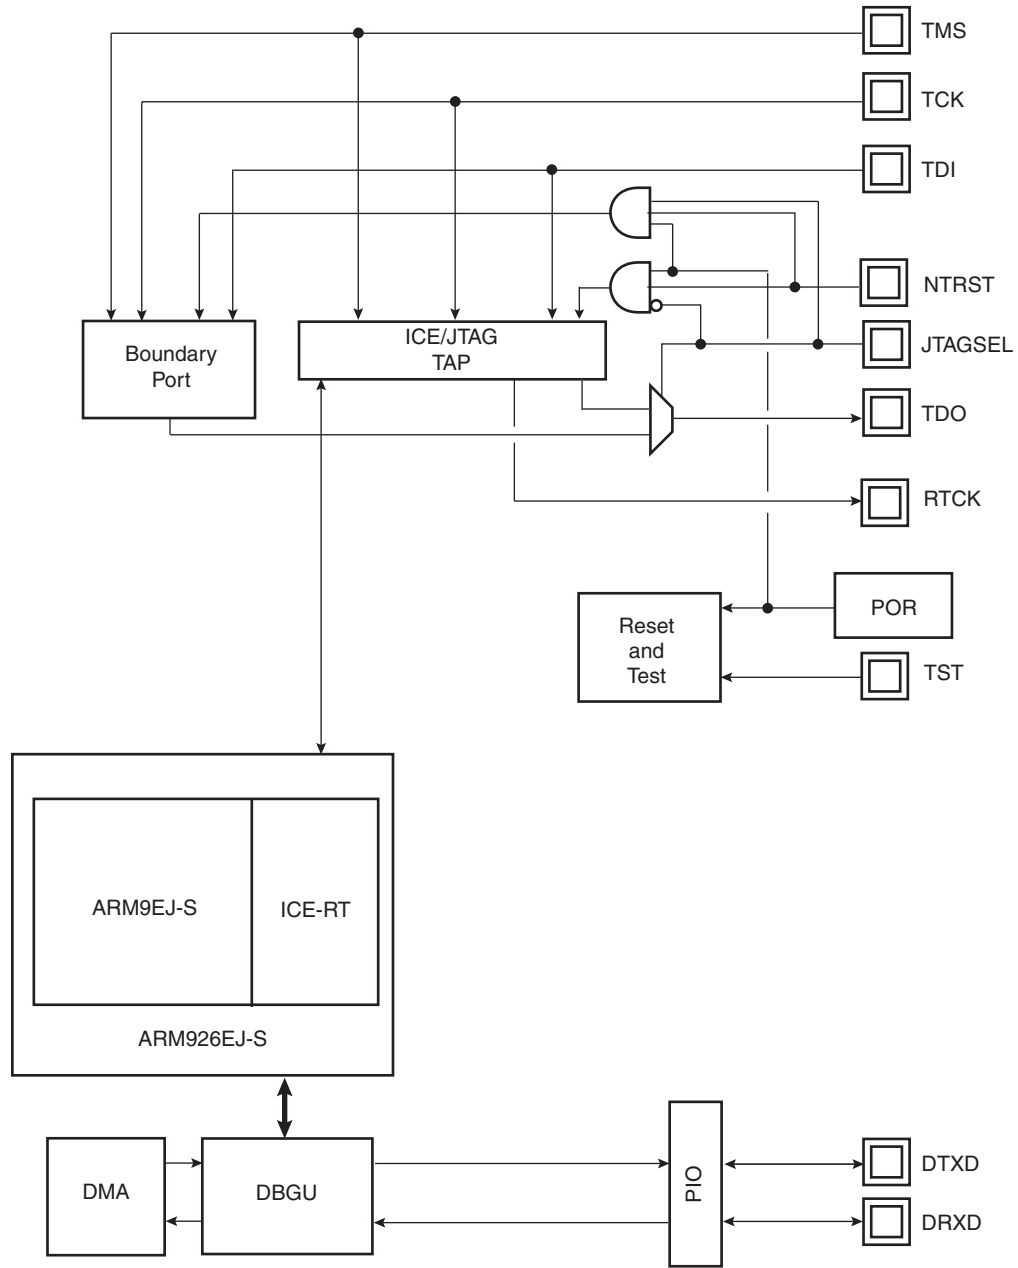 TMS
TCK
TDI
NTRST
JTAGSEL
ICE/JTAG
TAP
Boundary
Port
TDO
RTCK
POR
Reset
and
Test
TST
ARM9EJ-S
ICE-RT
ARM926EJ-S
DMA
DBGU
PIO
DTXD
DRXD